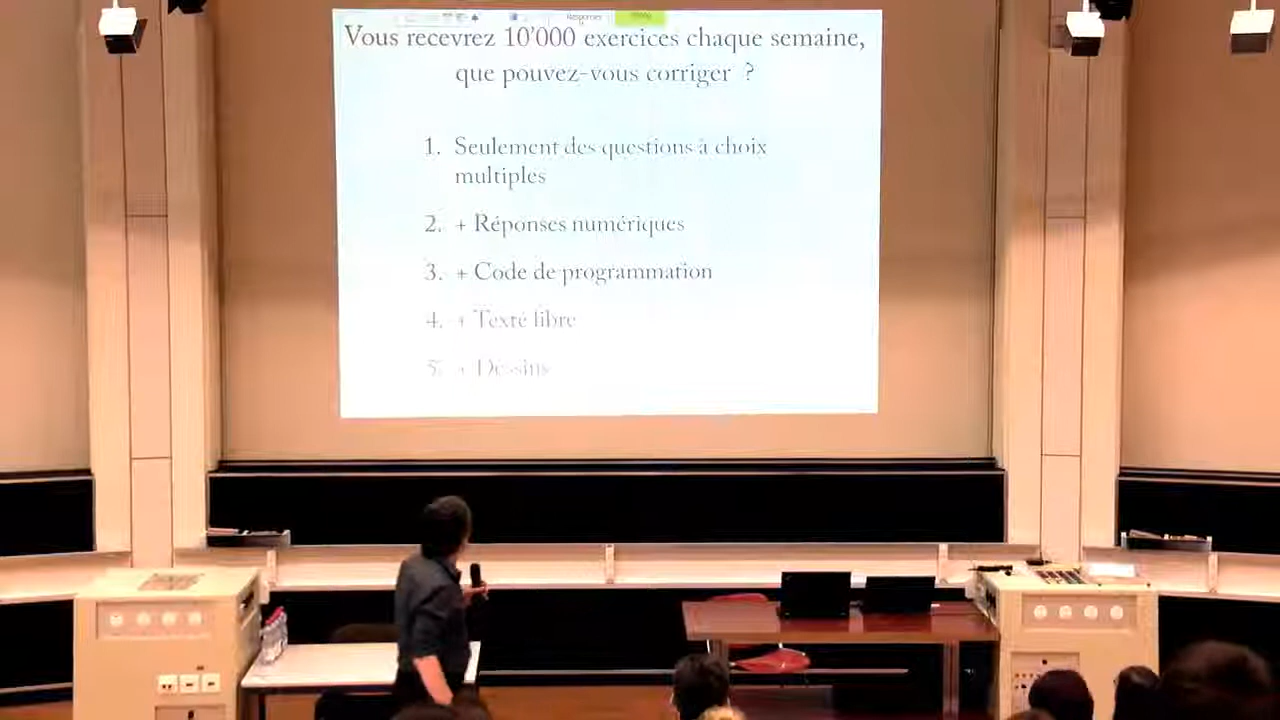 Réponses
Vous recevrez 10'000 exercices chaque semaine,
que pouvez-vous corriger ?
1. Seulement des questions à choix
multiples
2. + Réponses numériques
3. + Code de programmation
4. + Texte libre
5. + Dessins